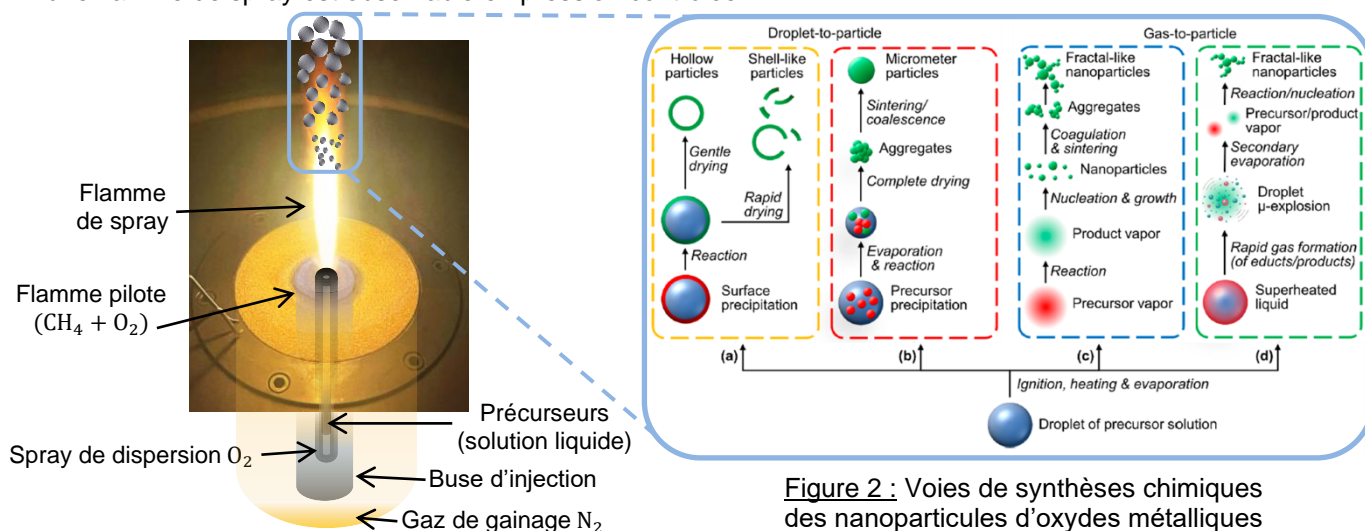 Droplet-to-particle
Gas-to-particle
Hollow
particles
Shell-like
particles
Gentle
drying
Rapid
drying
Reaction
Surface
precipitation
(a)
Micrometer
particles
Sintering/
coalescence
Aggregates
Complete drying
Evaporation
& reaction
Precursor
precipitation
(b)
Fractal-like
nanoparticles
Aggregates
Coagulation
& sintering
Nanoparticles
Nucleation & growth
Product vapor
Reaction
Precursor vapor
(c)
Fractal-like
nanoparticles
Reaction/nucleation
Precursor/product
vapor
Secondary
evaporation
Droplet
μ-explosion
Rapid gas formation
(of educts/products)
Superheated
liquid
(d)
Ignition, heating & evaporation
Droplet of precursor solution
Flamme
de spray
Flamme pilote
(CH₄ + O₂)
Précurseurs
(solution liquide)
Spray de dispersion O₂
Buse d'injection
Gaz de gainage N₂
Figure 2 : Voies de synthèses chimiques
des nanoparticules d'oxydes métalliques